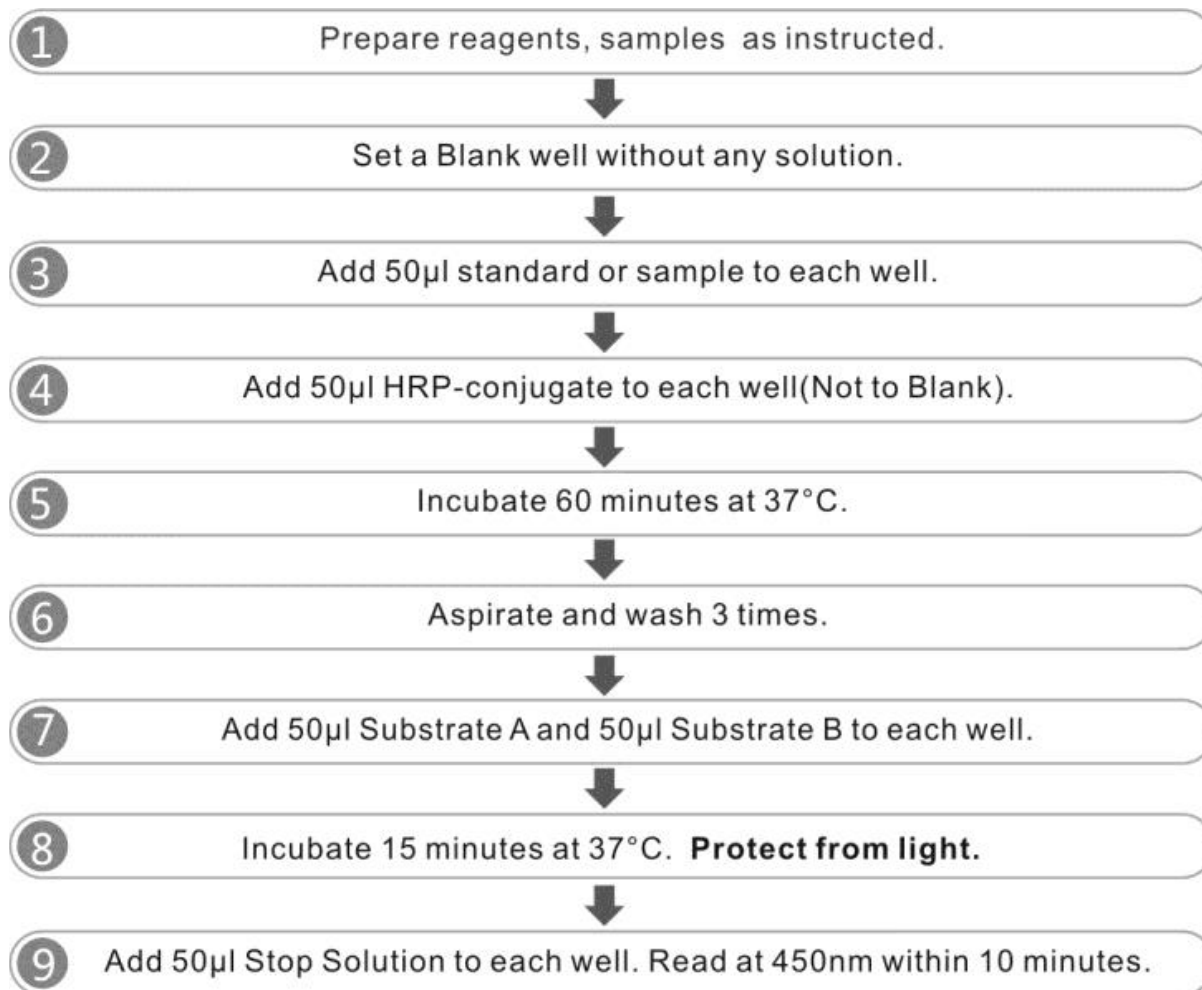 1 Prepare reagents, samples as instructed.
2 Set a Blank well without any solution.
3 Add 50μl standard or sample to each well.
4 Add 50μl HRP-conjugate to each well(Not to Blank).
5 Incubate 60 minutes at 37°C.
6 Aspirate and wash 3 times.
7 Add 50μl Substrate A and 50μl Substrate B to each well.
8 Incubate 15 minutes at 37°C. Protect from light.
9 Add 50μl Stop Solution to each well. Read at 450nm within 10 minutes.